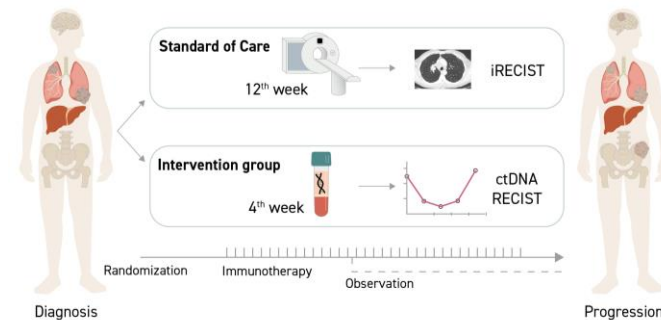 Standard of Care
12th week
iRECIST
Intervention group
4th week
ctDNA
RECIST
Randomization
Immunotherapy
Observation
Diagnosis
Progression